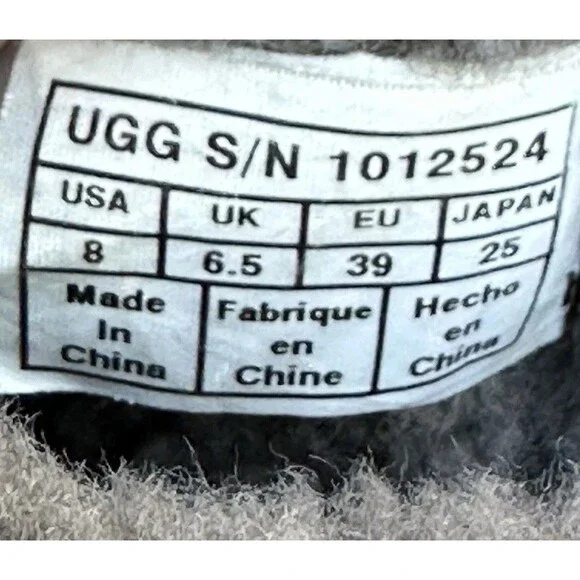 UGG S/N 1012524
USA UK EU JAPAN
8 6.5 39 25
Made Fabrique Hecho
In en en
China Chine China